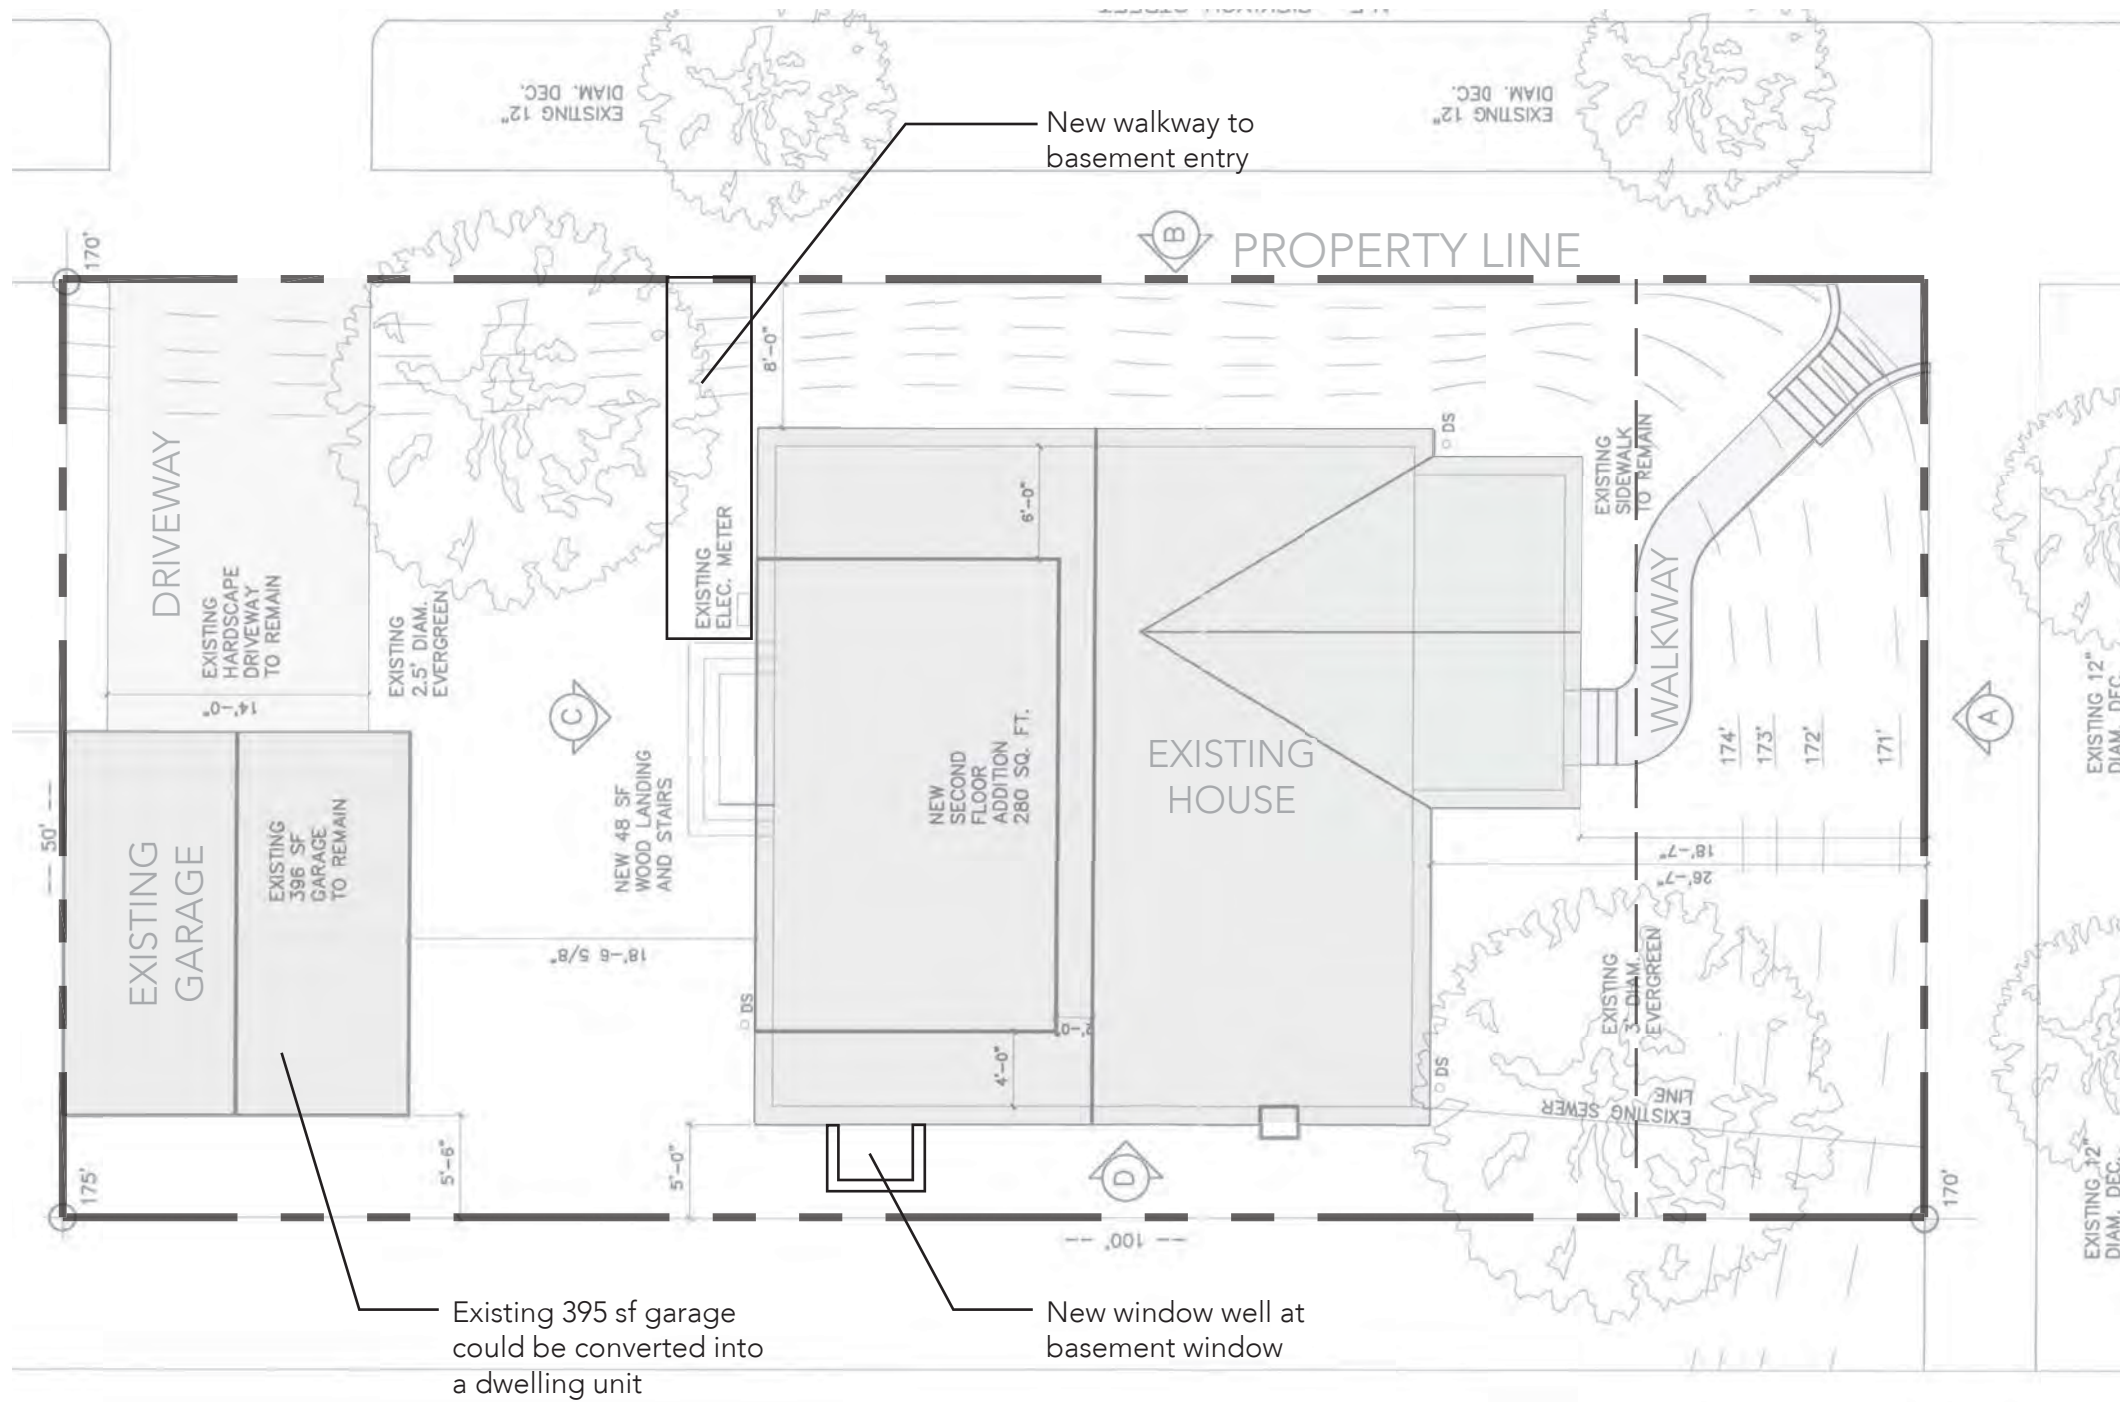 EXISTING 12"
DIAM. DEC.
EXISTING 12"
DIAM. DEC.
New walkway to
basement entry
B
PROPERTY LINE
170'
8'-0"
DS
6'-0"
DRIVEWAY
EXISTING
HARDSCAPE
DRIVEWAY
TO REMAIN
EXISTING
2.5' DIAM.
EVERGREEN
EXISTING
ELEC. METER
EXISTING
SIDEWALK
TO REMAIN
WALKWAY
14'-0"
C
A
NEW 48 SF
WOOD LANDING
AND STAIRS
NEW
SECOND
FLOOR
ADDITION
280 SQ. FT.
EXISTING
HOUSE
174'
173'
172'
171'
EXISTING 12"
DIAM. DEC.
50'
EXISTING
GARAGE
EXISTING
396 SF
GARAGE
TO REMAIN
18'-7"
26'-7"
18'-6 5/8"
DS
2'-0"
4'-0"
EXISTING
3' DIAM.
EVERGREEN
DS
EXISTING SEWER
LINE
5'-6"
5'-0"
D
175'
170'
100'
EXISTING 12"
DIAM. DEC.
Existing 395 sf garage
could be converted into
a dwelling unit
New window well at
basement window